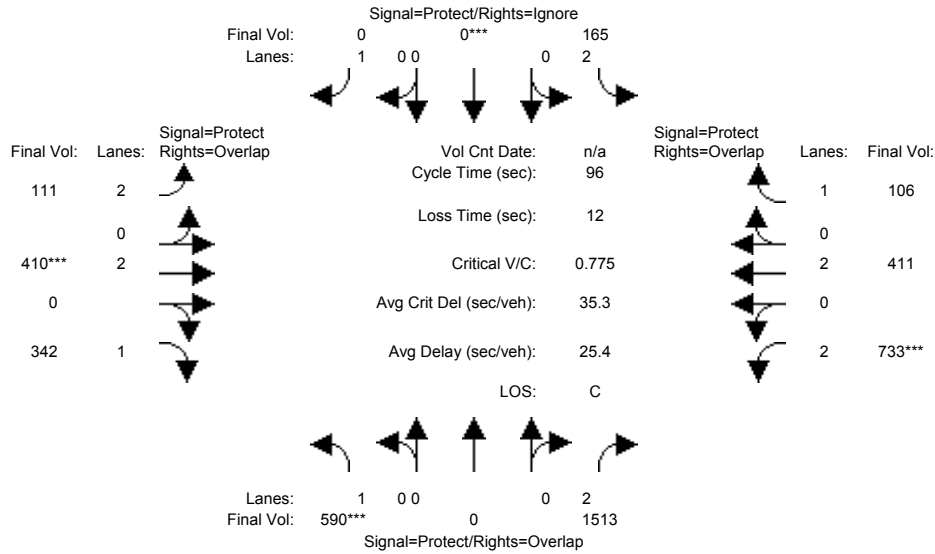 Signal=Protect/Rights=Ignore
Final Vol: 0 0*** 165
Lanes: 1 0 0 0 2
Signal=Protect Signal=Protect
Final Vol: Lanes: Rights=Overlap Vol Cnt Date: n/a Rights=Overlap Lanes: Final Vol:
Cycle Time (sec): 96
111 2 1 106
Loss Time (sec): 12
0 0
410*** 2 Critical V/C: 0.775 2 411
0 Avg Crit Del (sec/veh): 35.3 0
342 1 Avg Delay (sec/veh): 25.4 2 733***
LOS: C
Lanes: 1 0 0 0 2
Final Vol: 590*** 0 1513
Signal=Protect/Rights=Overlap